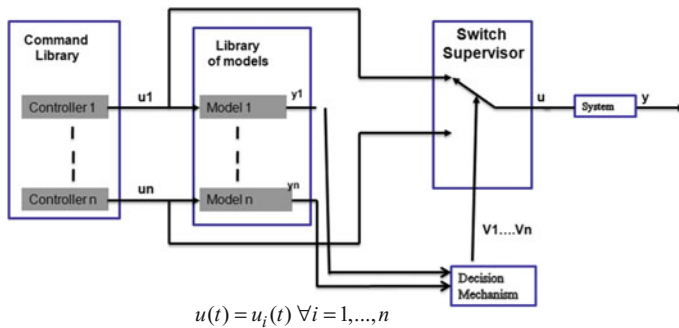 Command
Library
Controller 1
Controller n
u1
un
Library
of models
Model 1
Model n
y1
yn
Switch
Supervisor
u
System
y
V1....Vn
Decision
Mechanism
u(t) = u_i(t) ∀i = 1,...,n